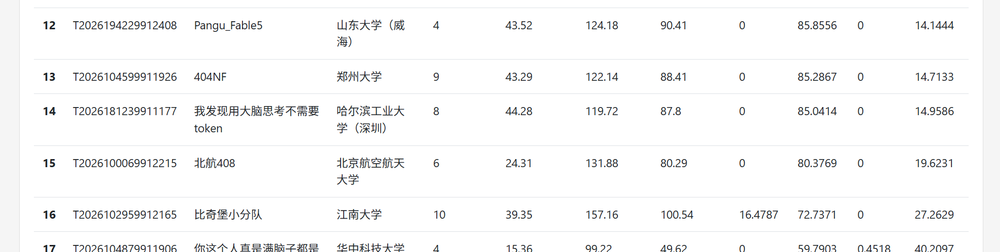 12 T2026194229912408 Pangu_Fable5 山东大学（威 4 43.52 124.18 90.41 0 85.8556 0 14.1444
海）
13 T2026104599911926 404NF 郑州大学 9 43.29 122.14 88.41 0 85.2867 0 14.7133
14 T2026181239911177 我发现用大脑思考不需要 哈尔滨工业大 8 44.28 119.72 87.8 0 85.0414 0 14.9586
token 学（深圳）
15 T2026100069912215 北航408 北京航空航天 6 24.31 131.88 80.29 0 80.3769 0 19.6231
大学
16 T2026102959912165 比奇堡小分队 江南大学 10 39.35 157.16 100.54 16.4787 72.7371 0 27.2629
17 T2026104879911906 你这个人真是满脑子都是 华中科技大学 4 15.36 99.22 49.62 0 59.7903 0.4518 40.2097